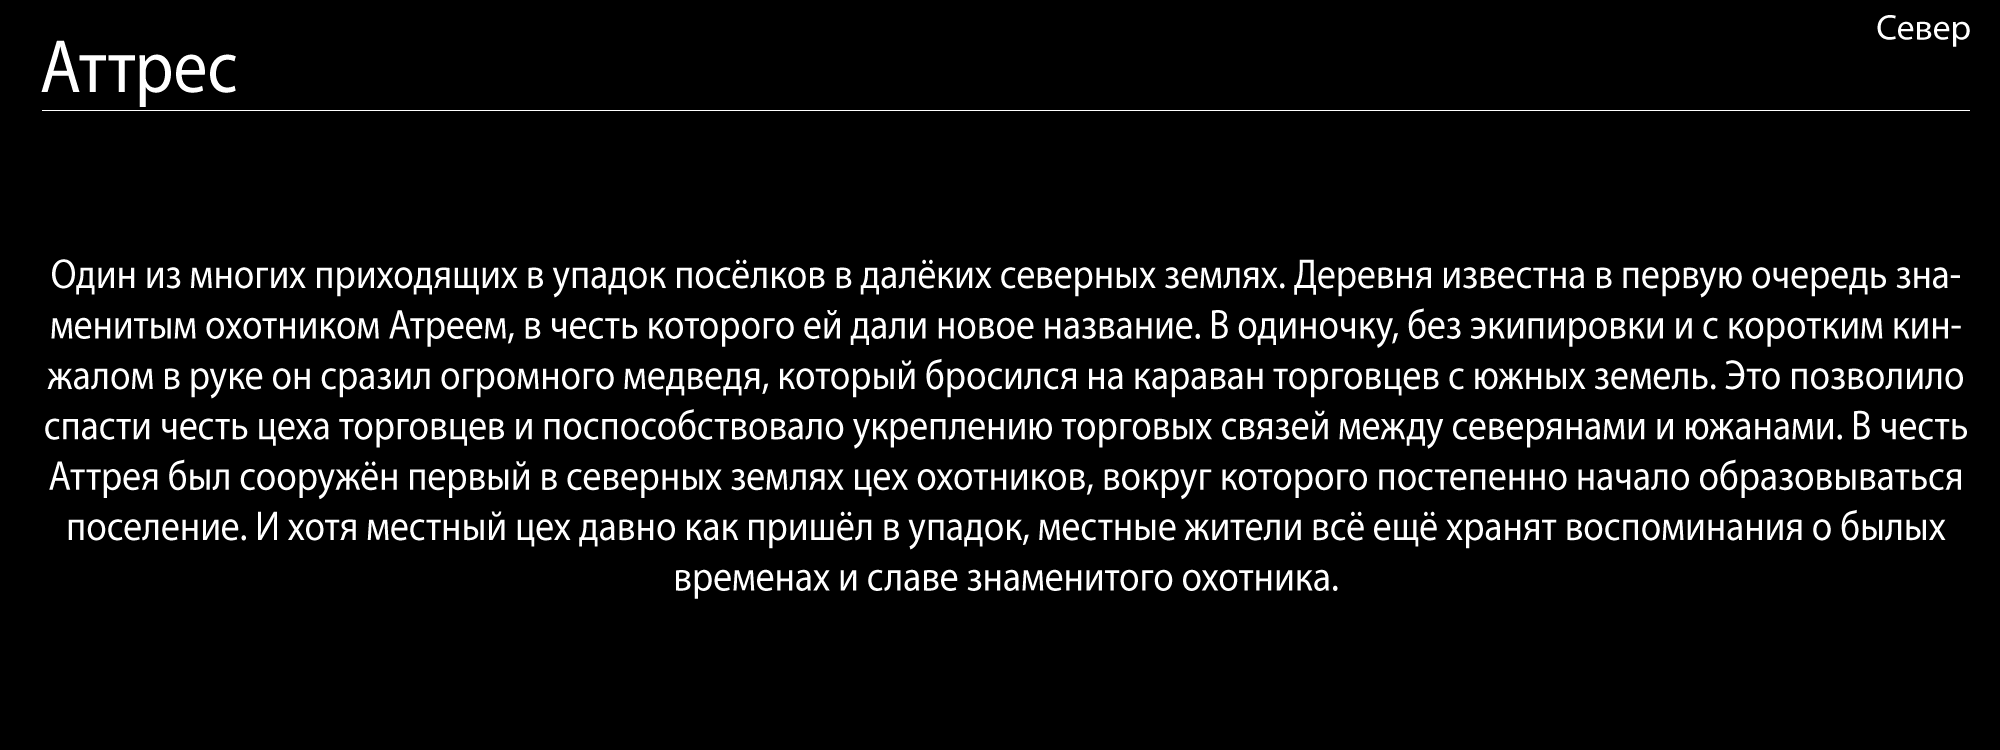 Север
Аттрес
Один из многих приходящих в упадок посёлков в далёких северных землях. Деревня известна в первую очередь зна-
менитым охотником Атреем, в честь которого ей дали новое название. В одиночку, без экипировки и с коротким кин-
жалом в руке он сразил огромного медведя, который бросился на караван торговцев с южных земель. Это позволило
спасти честь цеха торговцев и поспособствовало укреплению торговых связей между северянами и южанами. В честь
Аттрея был сооружён первый в северных землях цех охотников, вокруг которого постепенно начало образовываться
поселение. И хотя местный цех давно как пришёл в упадок, местные жители всё ещё хранят воспоминания о былых
временах и славе знаменитого охотника.